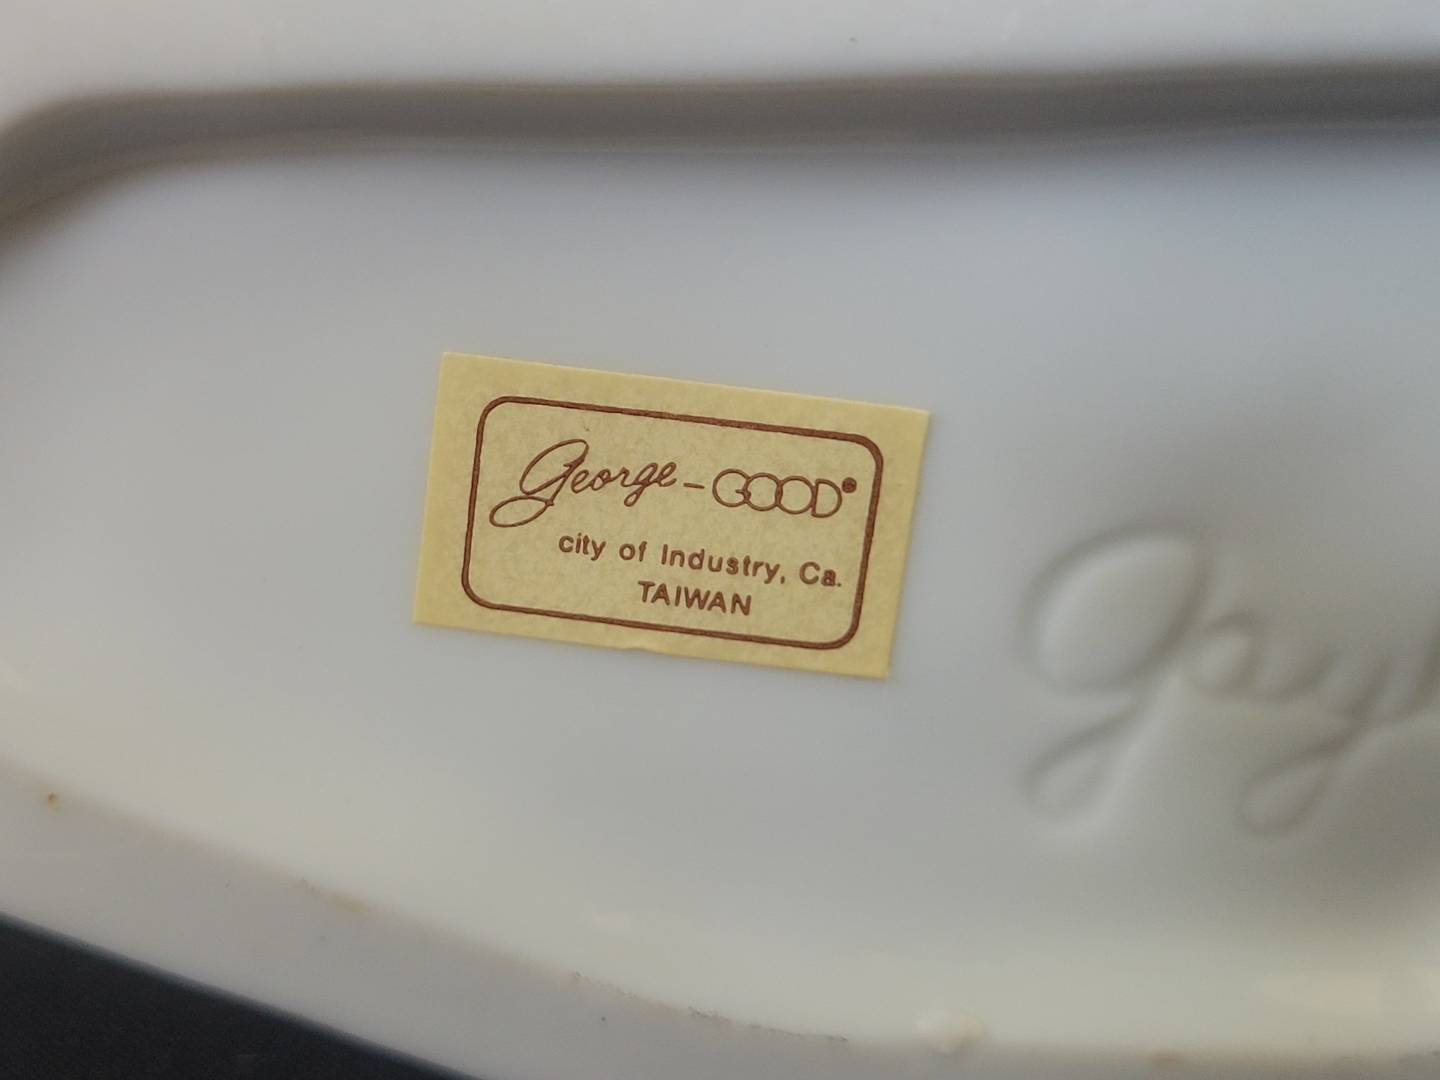 George-GOOD®
city of Industry, Ca.
TAIWAN